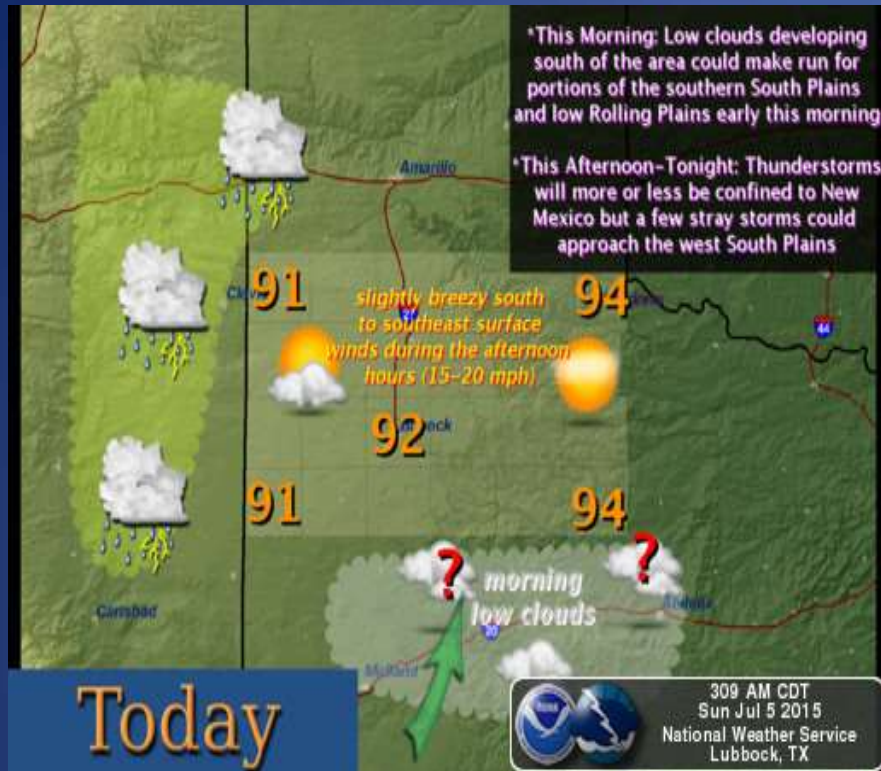 *This Morning: Low clouds developing
south of the area could make run for
portions of the southern South Plains
and low Rolling Plains early this morning
*This Afternoon-Tonight: Thunderstorms
will more or less be confined to New
Mexico but a few stray storms could
approach the west South Plains
Amarillo
91
94
slightly breezy south
to southeast surface
winds during the afternoon
hours (15-20 mph)
44
92
91
94
?
?
morning
low clouds
Carlsbad
20
Midland
Today
309 AM CDT
Sun Jul 5 2015
National Weather Service
Lubbock, TX